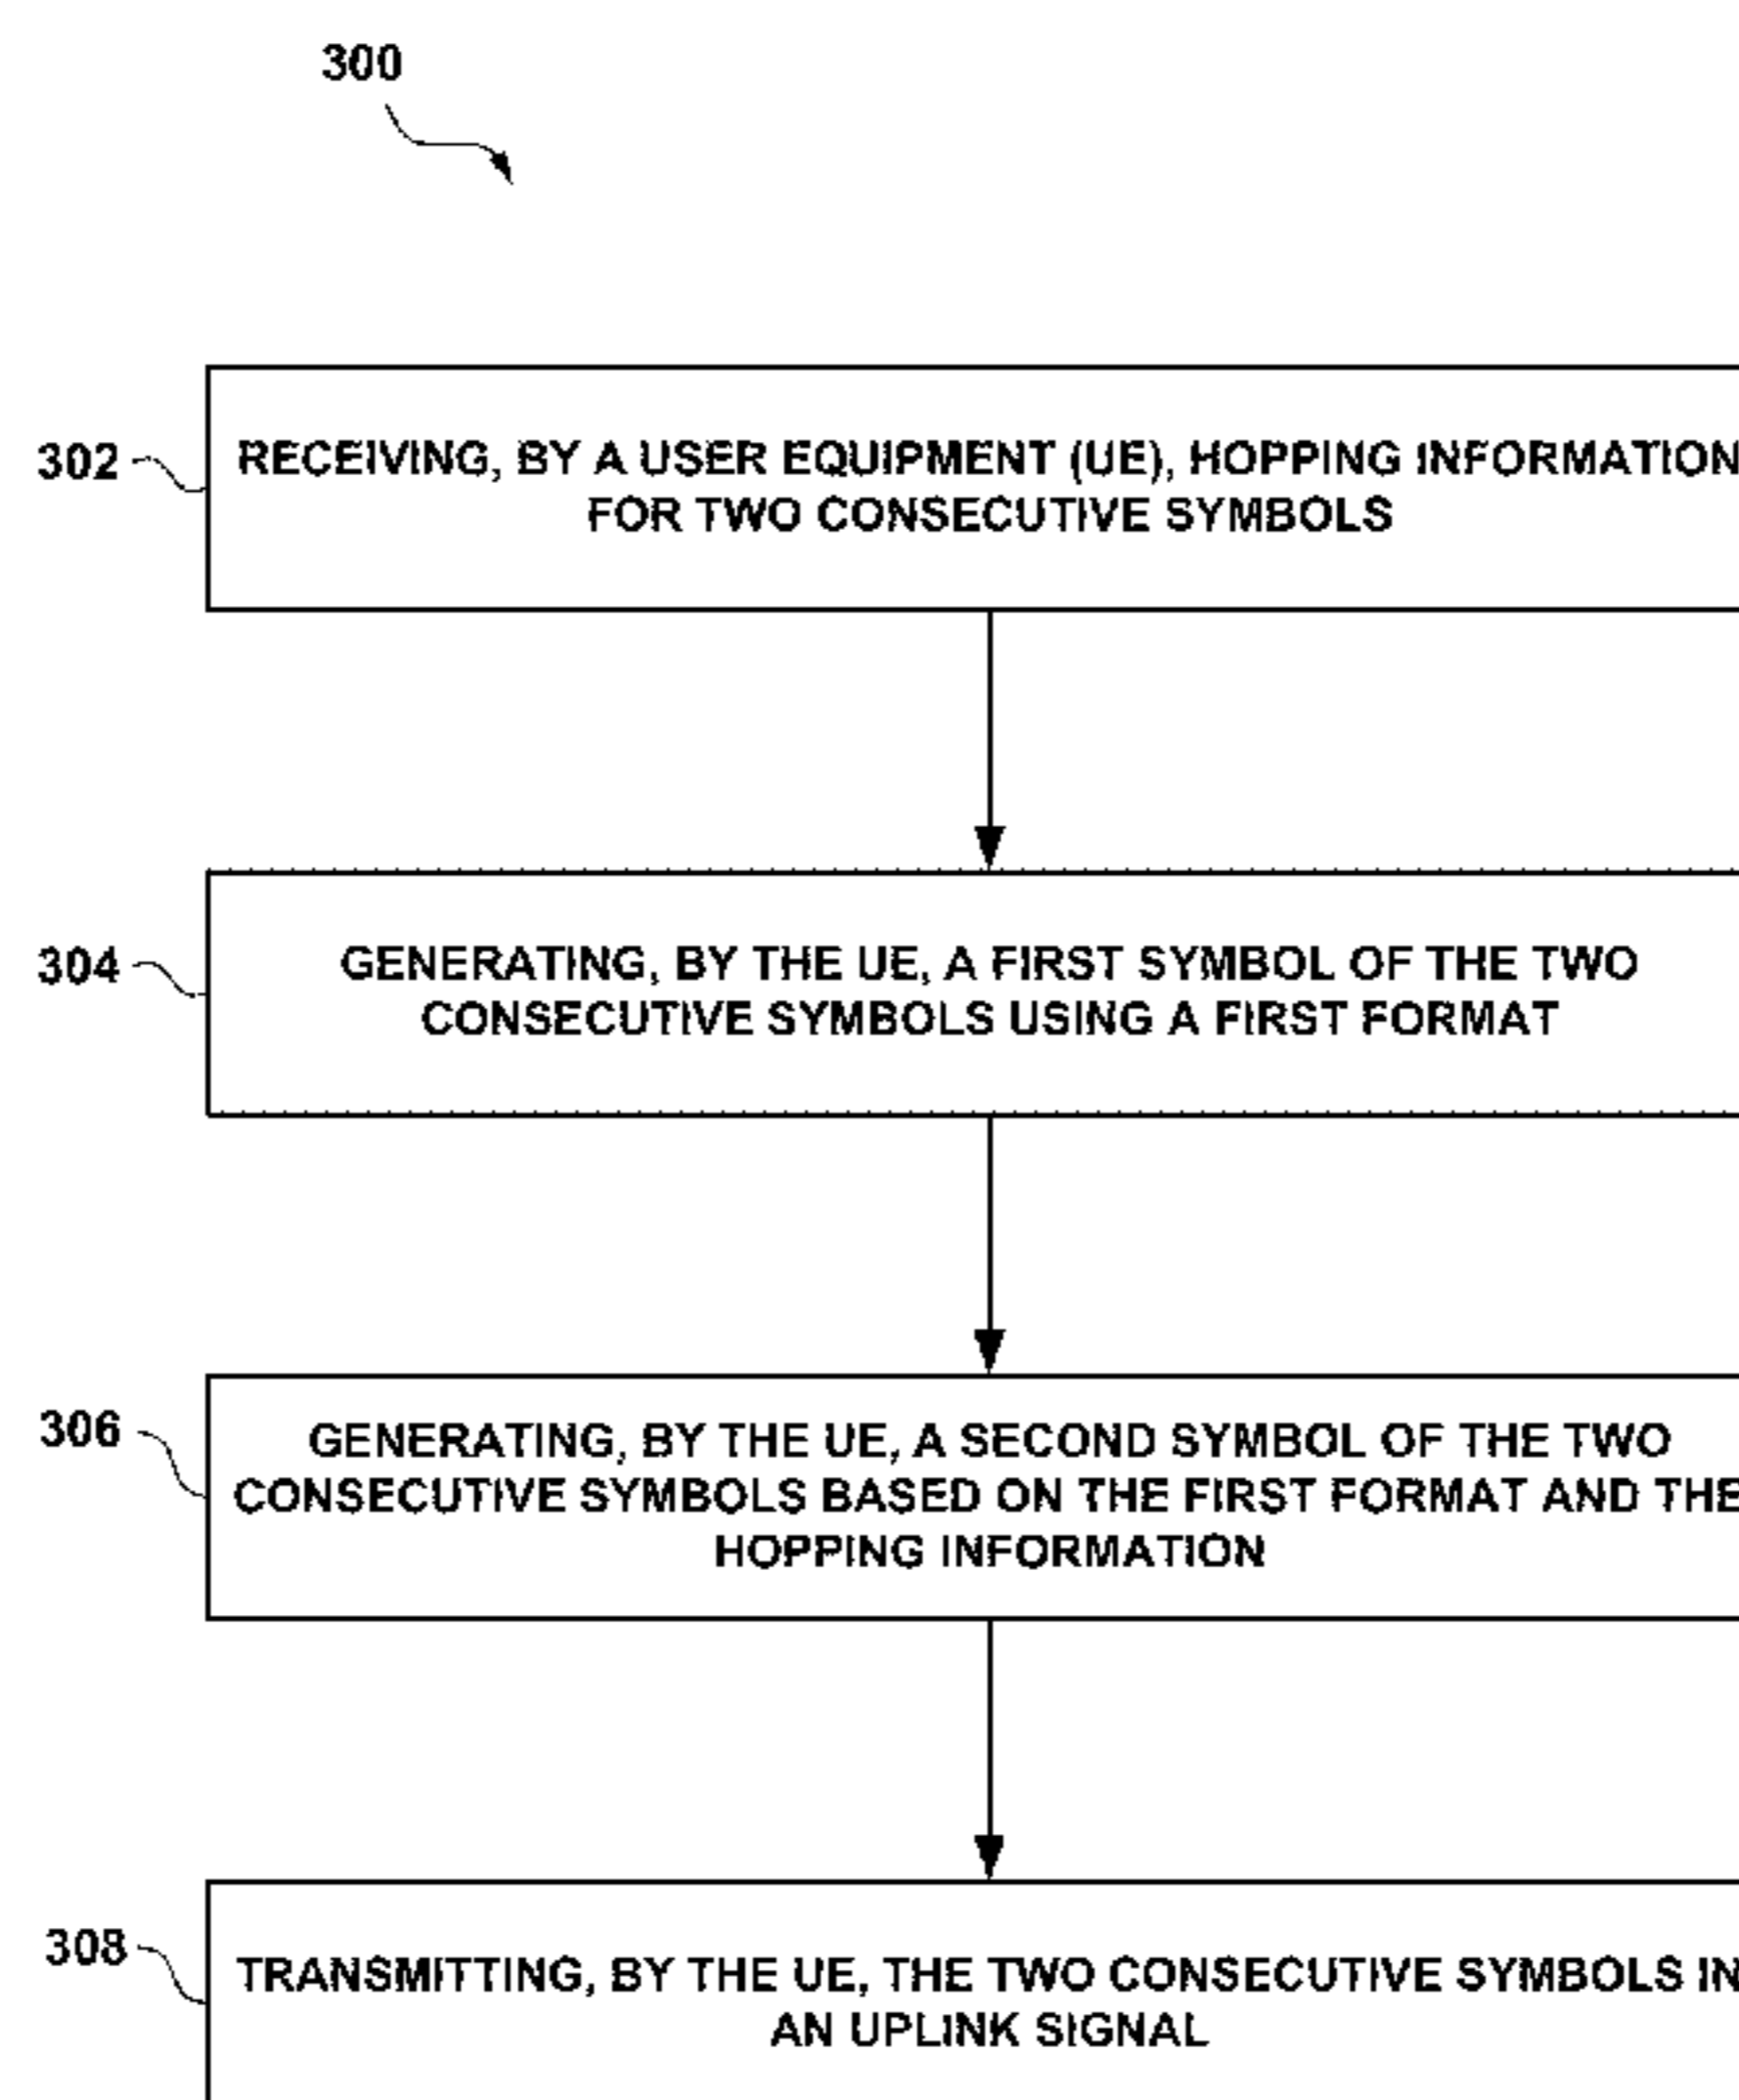 300
302
RECEIVING, BY A USER EQUIPMENT (UE), HOPPING INFORMATION
FOR TWO CONSECUTIVE SYMBOLS
304
GENERATING, BY THE UE, A FIRST SYMBOL OF THE TWO
CONSECUTIVE SYMBOLS USING A FIRST FORMAT
306
GENERATING, BY THE UE, A SECOND SYMBOL OF THE TWO
CONSECUTIVE SYMBOLS BASED ON THE FIRST FORMAT AND THE
HOPPING INFORMATION
308
TRANSMITTING, BY THE UE, THE TWO CONSECUTIVE SYMBOLS IN
AN UPLINK SIGNAL